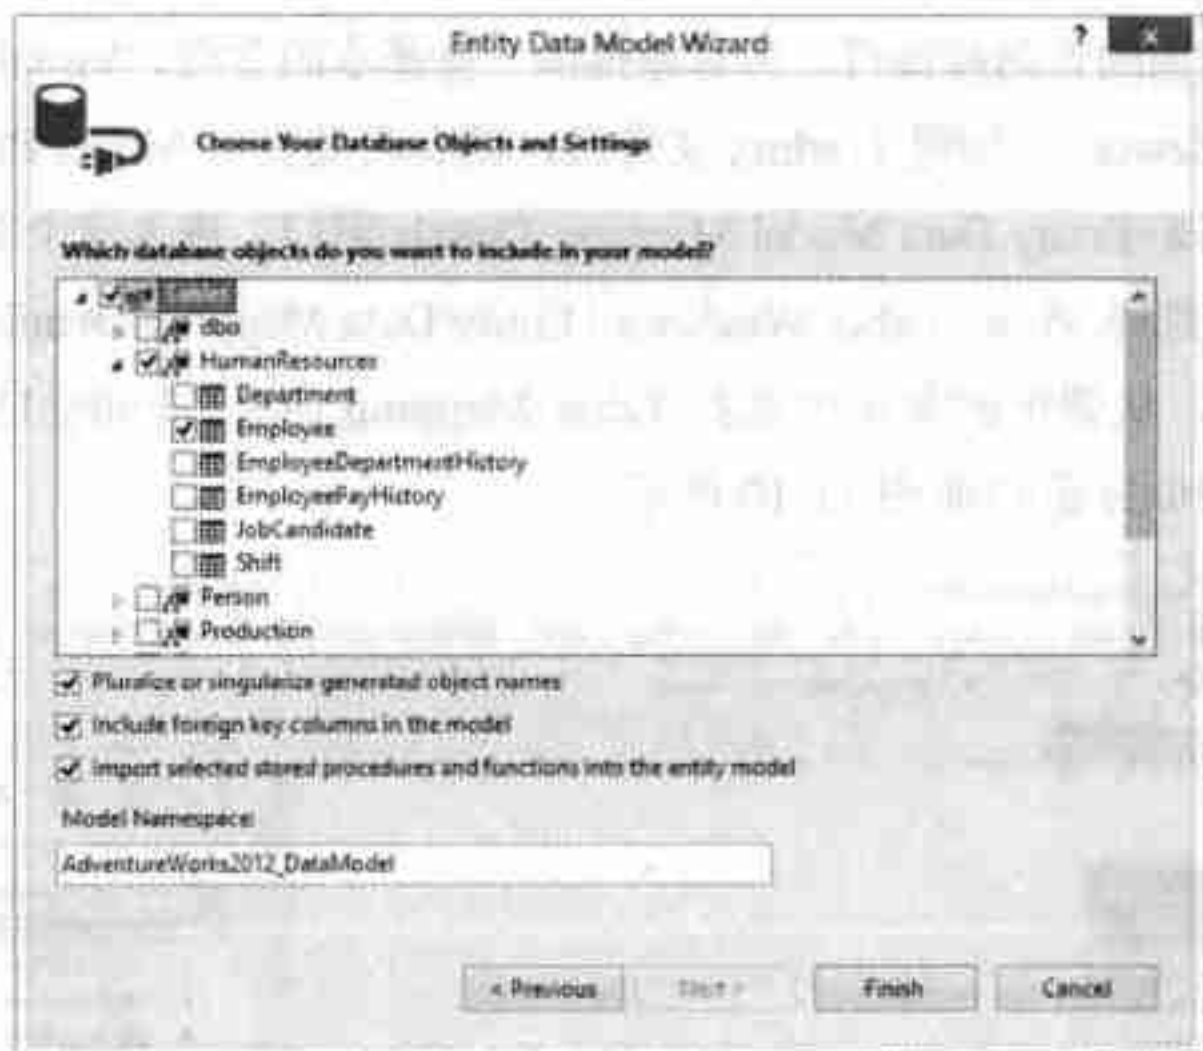 Entity Data Model Wizard
?
Choose Your Database Objects and Settings
Which database objects do you want to include in your model?
dbo
HumanResources
Department
Employee
EmployeeDepartmentHistory
EmployeePayHistory
JobCandidate
Shift
Person
Production
Pluralize or singularize generated object names
Include foreign key columns in the model
Import selected stored procedures and functions into the entity model
Model Namespace:
AdventureWorks2012_DataModel
< Previous
Next >
Finish
Cancel